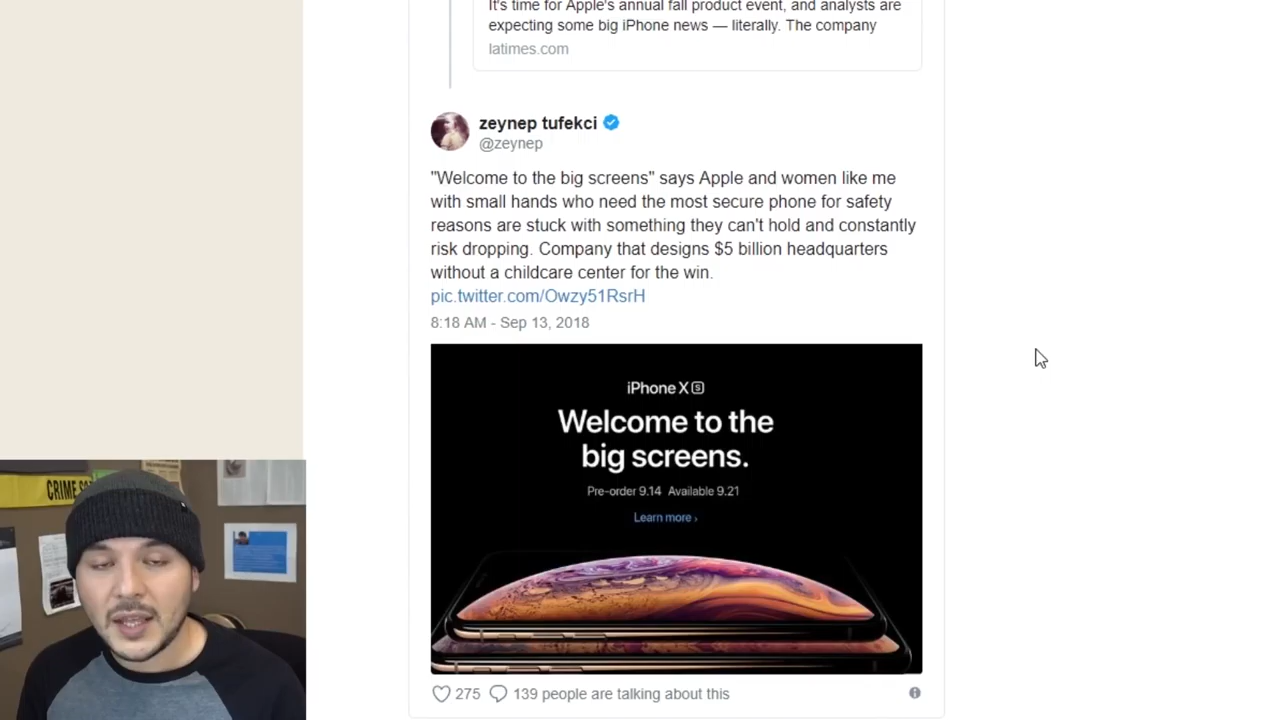 It's time for Apple's annual fall product event, and analysts are
expecting some big iPhone news — literally. The company
latimes.com
zeynep tufekci
@zeynep
"Welcome to the big screens" says Apple and women like me
with small hands who need the most secure phone for safety
reasons are stuck with something they can't hold and constantly
risk dropping. Company that designs $5 billion headquarters
without a childcare center for the win.
pic.twitter.com/Owzy51RsrH
8:18 AM - Sep 13, 2018
iPhone XS
Welcome to the
big screens.
Pre-order 9.14 Available 9.21
Learn more ›
275 139 people are talking about this
CRIME